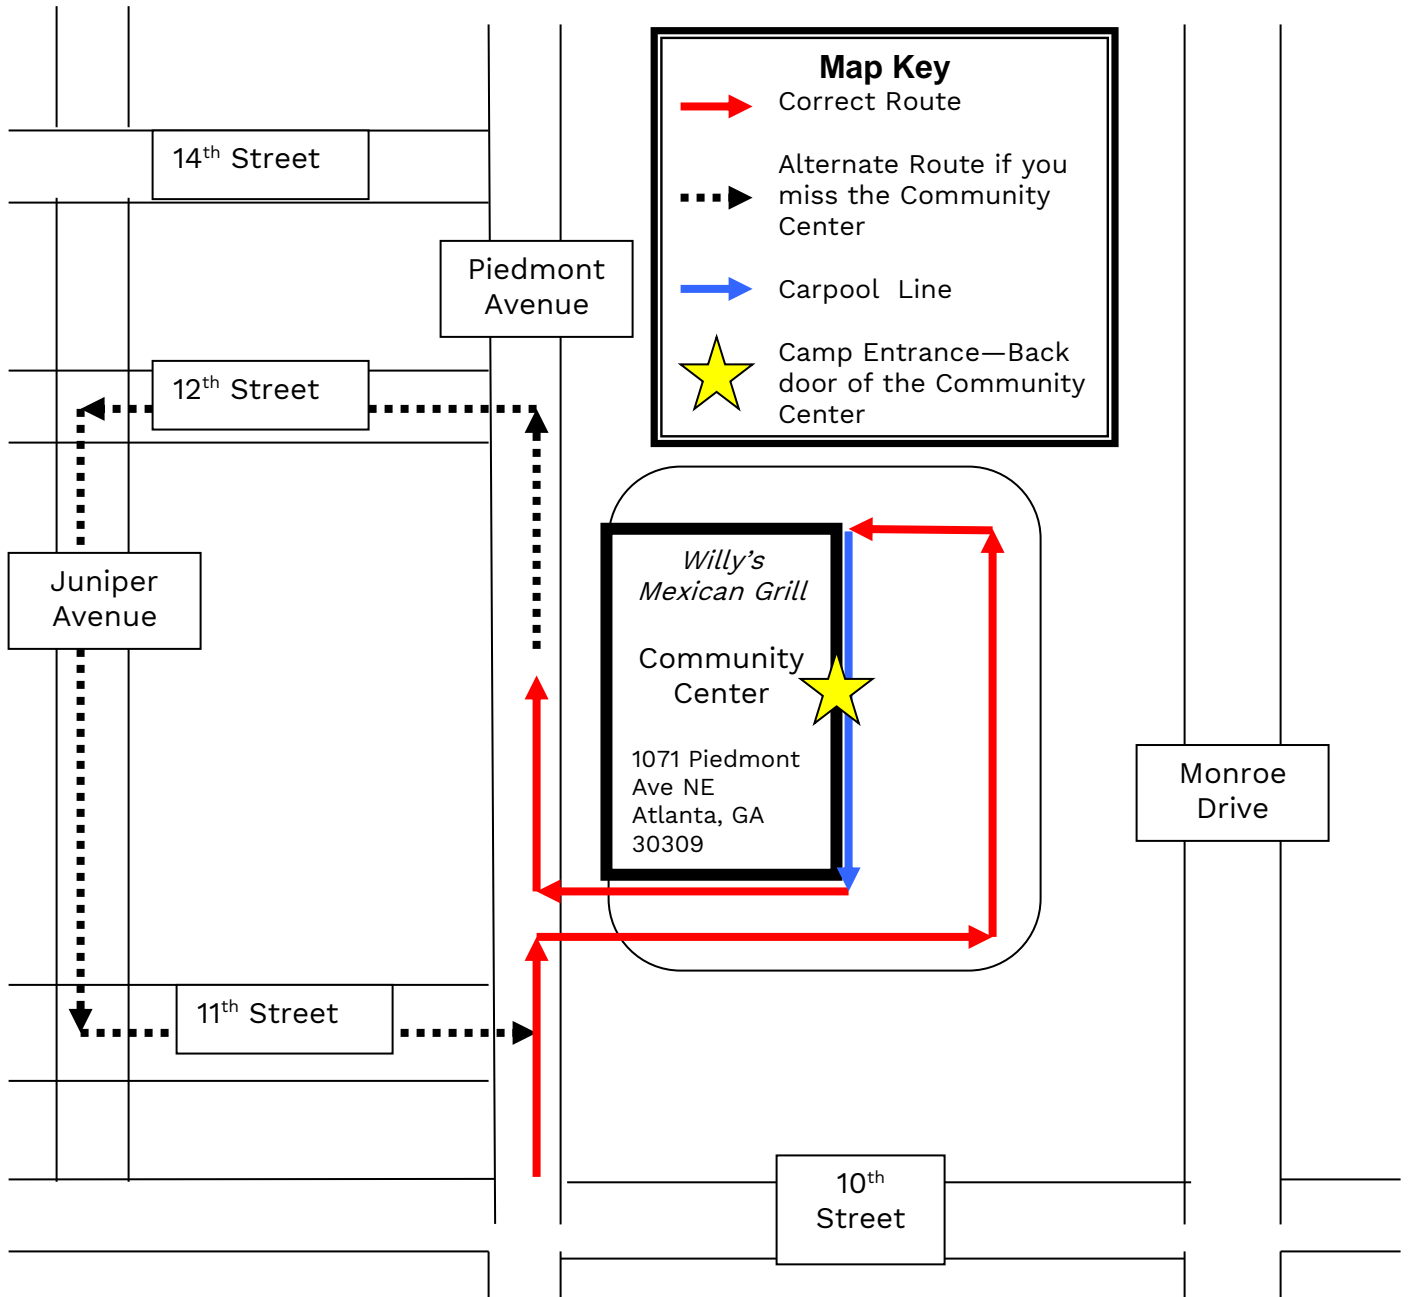 Map Key
Correct Route
Alternate Route if you
miss the Community
Center
Carpool Line
Camp Entrance—Back
door of the Community
Center
14th Street
Piedmont
Avenue
12th Street
Juniper
Avenue
Willy's
Mexican Grill
Community
Center
1071 Piedmont
Ave NE
Atlanta, GA
30309
Monroe
Drive
11th Street
10th
Street